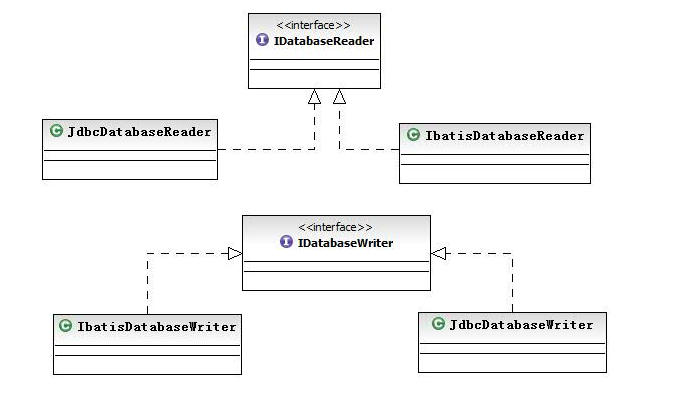 <<interface>>
I IDatabaseReader
C JdbcDatabaseReader
C IbatisDatabaseReader
<<interface>>
I IDatabaseWriter
C IbatisDatabaseWriter
C JdbcDatabaseWriter